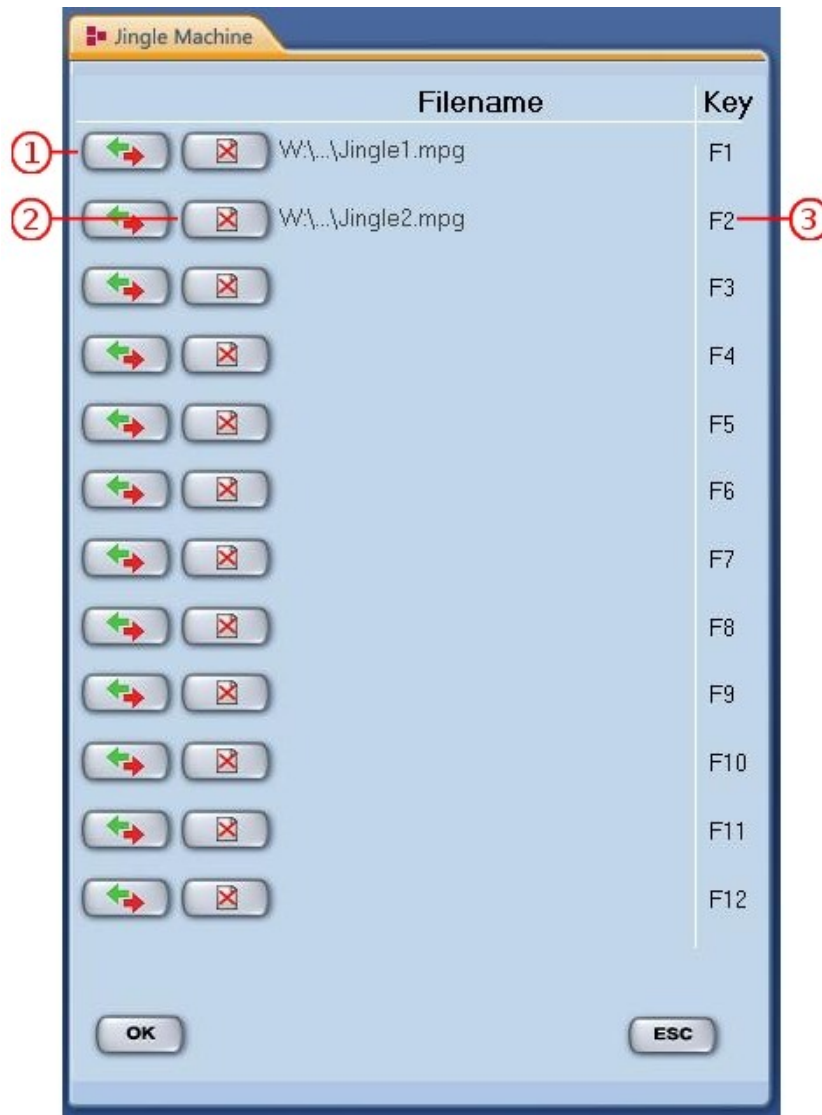 Jingle Machine
Filename Key
1 W:\...\Jingle1.mpg F1
2 W:\...\Jingle2.mpg F2 3
F3
F4
F5
F6
F7
F8
F9
F10
F11
F12
OK ESC